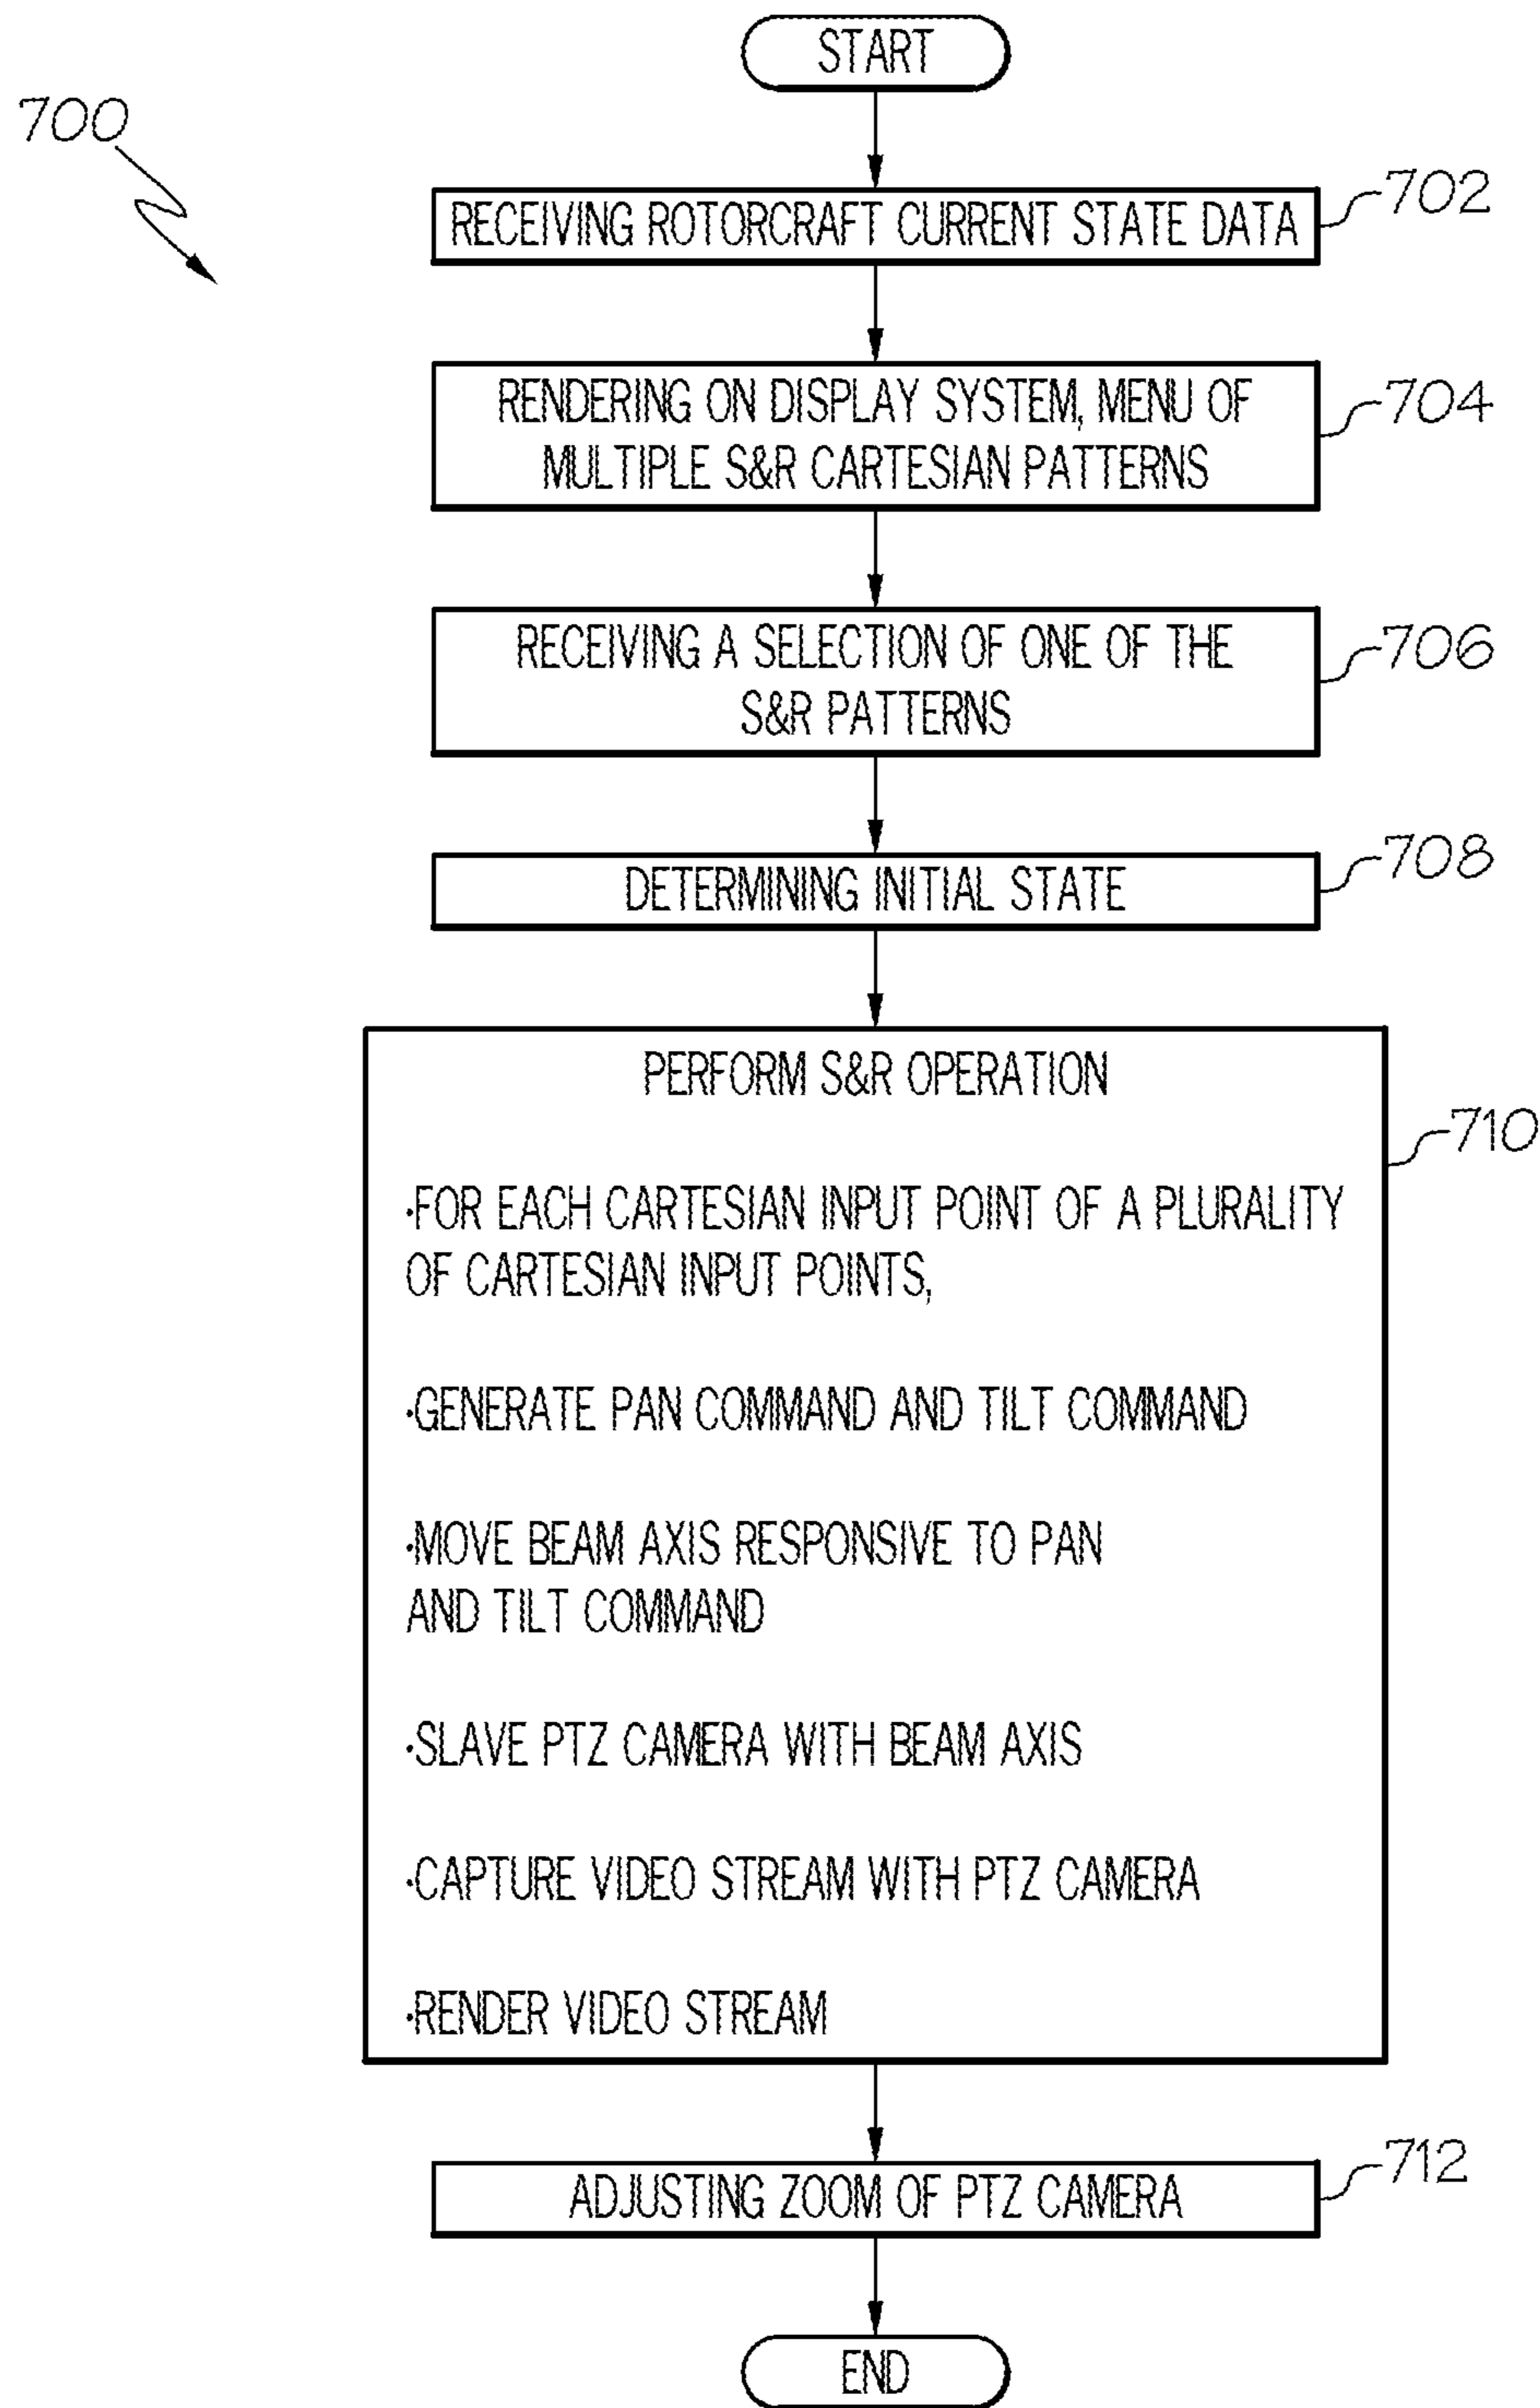 START
700
RECEIVING ROTORCRAFT CURRENT STATE DATA
702
RENDERING ON DISPLAY SYSTEM, MENU OF
MULTIPLE S&R CARTESIAN PATTERNS
704
RECEIVING A SELECTION OF ONE OF THE
S&R PATTERNS
706
DETERMINING INITIAL STATE
708
PERFORM S&R OPERATION
710
·FOR EACH CARTESIAN INPUT POINT OF A PLURALITY
OF CARTESIAN INPUT POINTS,
·GENERATE PAN COMMAND AND TILT COMMAND
·MOVE BEAM AXIS RESPONSIVE TO PAN
AND TILT COMMAND
·SLAVE PTZ CAMERA WITH BEAM AXIS
·CAPTURE VIDEO STREAM WITH PTZ CAMERA
·RENDER VIDEO STREAM
ADJUSTING ZOOM OF PTZ CAMERA
712
END